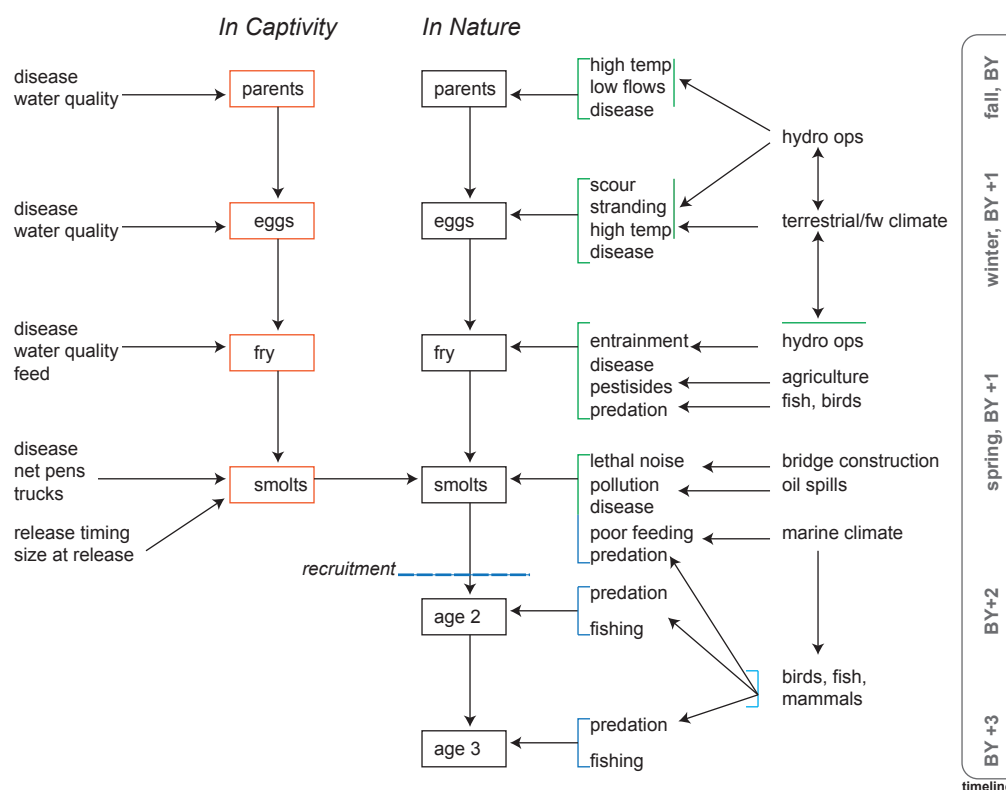 In Captivity
In Nature
disease
water quality
parents
parents
high temp
low flows
disease
hydro ops
disease
water quality
eggs
eggs
scour
stranding
high temp
disease
terrestrial/fw climate
disease
water quality
feed
fry
fry
entrainment
disease
pestisides
predation
hydro ops
agriculture
fish, birds
disease
net pens
trucks
release timing
size at release
smolts
smolts
lethal noise
pollution
disease
poor feeding
predation
bridge construction
oil spills
marine climate
recruitment
age 2
predation
fishing
birds, fish,
mammals
age 3
predation
fishing
fall, BY
winter, BY +1
spring, BY +1
BY+2
BY +3
timeline